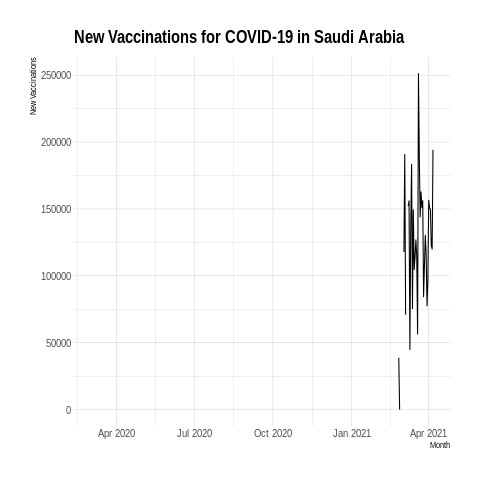 New Vaccinations for COVID-19 in Saudi Arabia
New Vaccinations
250000
200000
150000
100000
50000
0
Apr 2020 Jul 2020 Oct 2020 Jan 2021 Apr 2021
Month